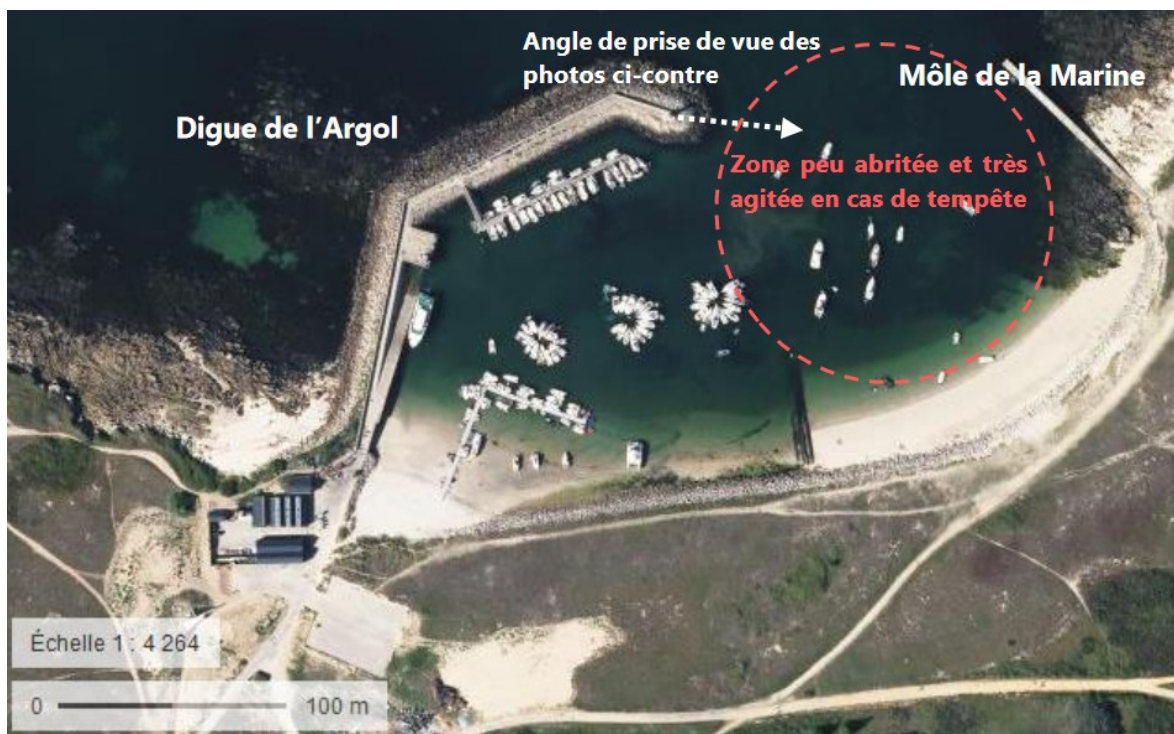 Angle de prise de vue des
photos ci-contre
Môle de la Marine
Digue de l’Argol
Zone peu abritée et très
agitée en cas de tempête
Échelle 1 : 4 264
0 100 m